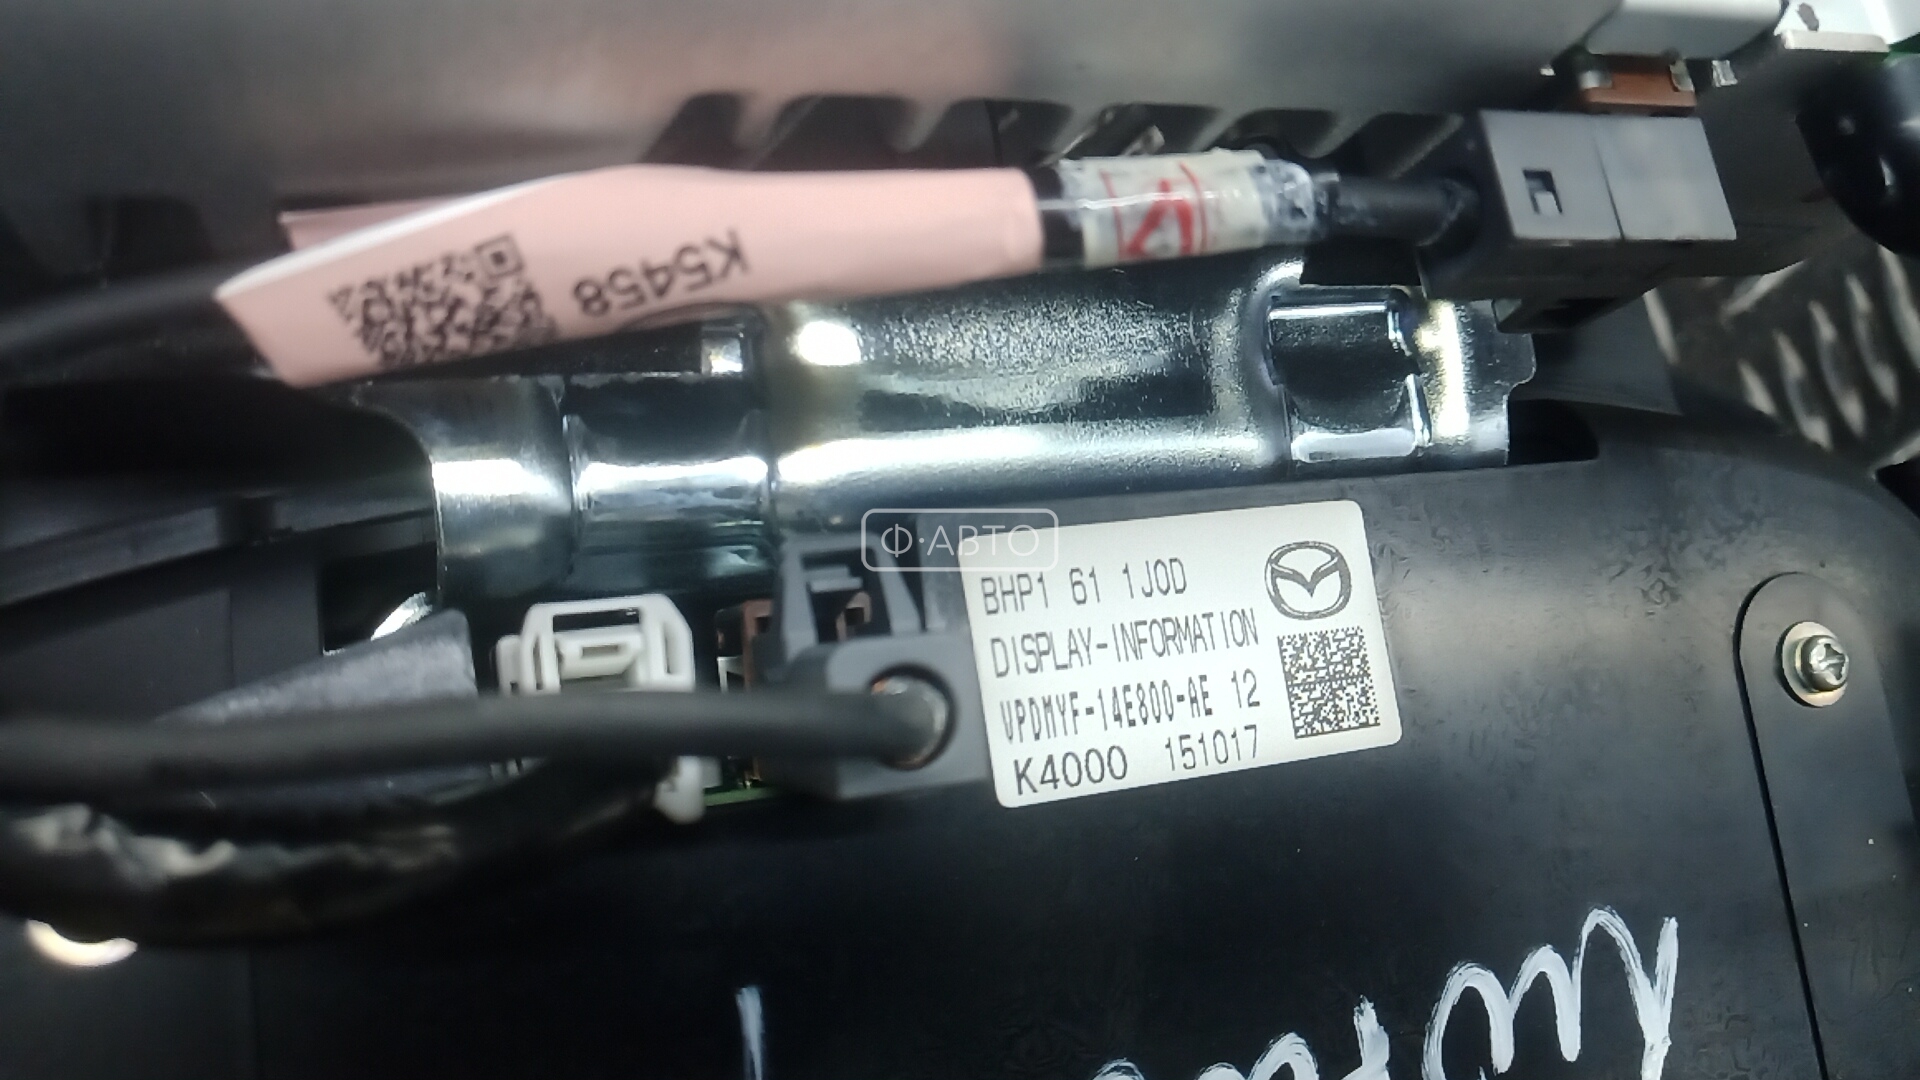 K5458
Ф·АВТО
BHP1 61 1J0D
DISPLAY-INFORMATION
VPDMYF-14E800-AE 12
K4000 151017